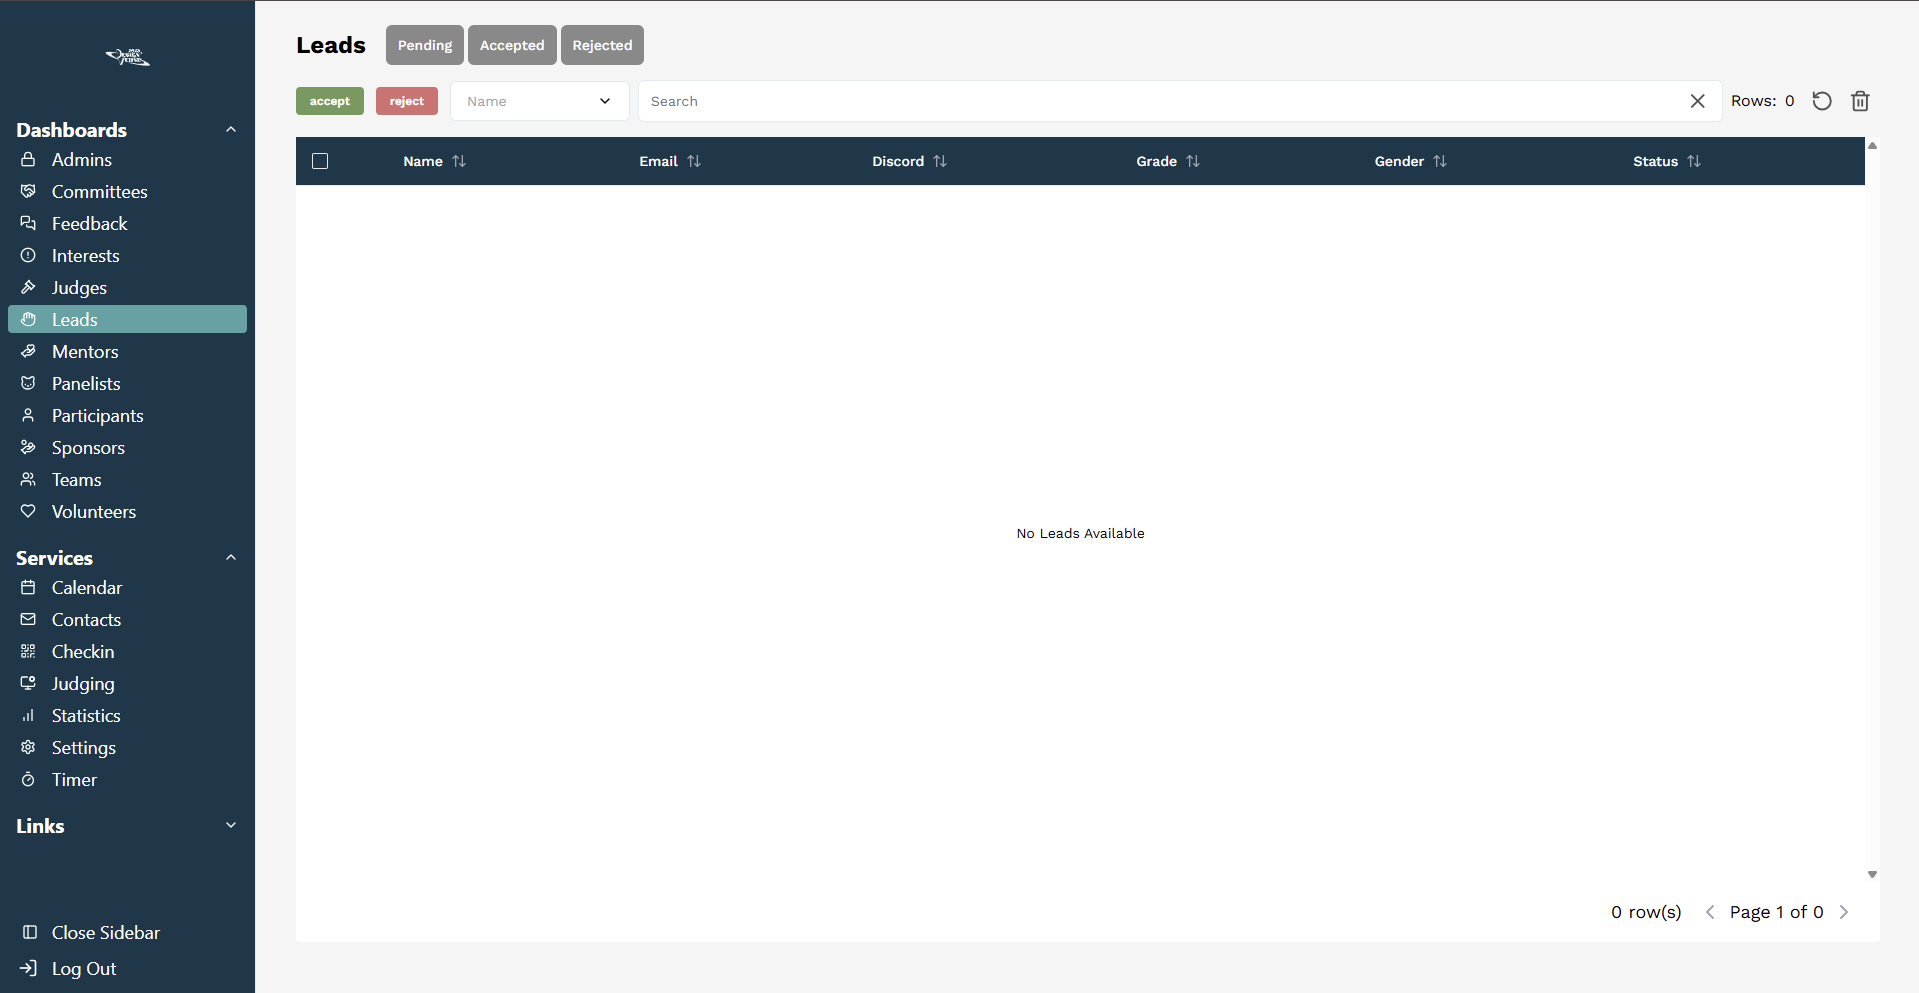 Dashboards
Admins
Committees
Feedback
Interests
Judges
Leads
Mentors
Panelists
Participants
Sponsors
Teams
Volunteers
Services
Calendar
Contacts
Checkin
Judging
Statistics
Settings
Timer
Links
Close Sidebar
Log Out
Leads Pending Accepted Rejected
accept reject Name Search Rows: 0
Name Email Discord Grade Gender Status
No Leads Available
0 row(s) Page 1 of 0